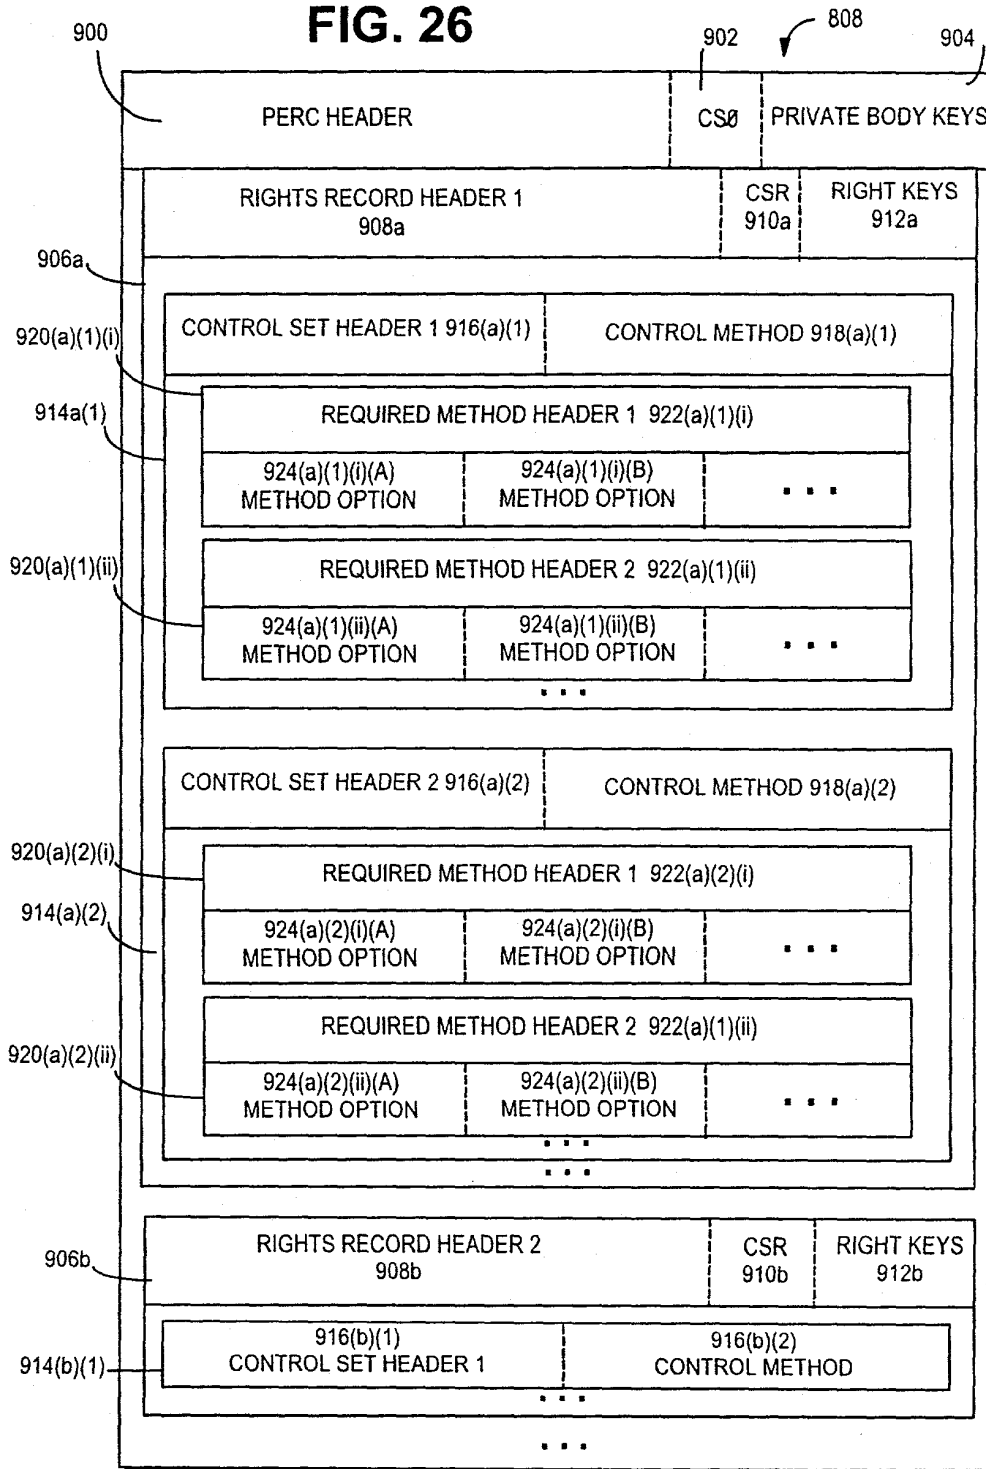 FIG. 26
900
902
808
904
PERC HEADER
CS0
PRIVATE BODY KEYS
RIGHTS RECORD HEADER 1
908a
CSR
910a
RIGHT KEYS
912a
906a
CONTROL SET HEADER 1 916(a)(1)
CONTROL METHOD 918(a)(1)
920(a)(1)(i)
914a(1)
REQUIRED METHOD HEADER 1 922(a)(1)(i)
924(a)(1)(i)(A)
METHOD OPTION
924(a)(1)(i)(B)
METHOD OPTION
...
920(a)(1)(ii)
REQUIRED METHOD HEADER 2 922(a)(1)(ii)
924(a)(1)(ii)(A)
METHOD OPTION
924(a)(1)(ii)(B)
METHOD OPTION
...
...
CONTROL SET HEADER 2 916(a)(2)
CONTROL METHOD 918(a)(2)
920(a)(2)(i)
914(a)(2)
REQUIRED METHOD HEADER 1 922(a)(2)(i)
924(a)(2)(i)(A)
METHOD OPTION
924(a)(2)(i)(B)
METHOD OPTION
...
920(a)(2)(ii)
REQUIRED METHOD HEADER 2 922(a)(1)(ii)
924(a)(2)(ii)(A)
METHOD OPTION
924(a)(2)(ii)(B)
METHOD OPTION
...
...
...
906b
RIGHTS RECORD HEADER 2
908b
CSR
910b
RIGHT KEYS
912b
914(b)(1)
916(b)(1)
CONTROL SET HEADER 1
916(b)(2)
CONTROL METHOD
...
...